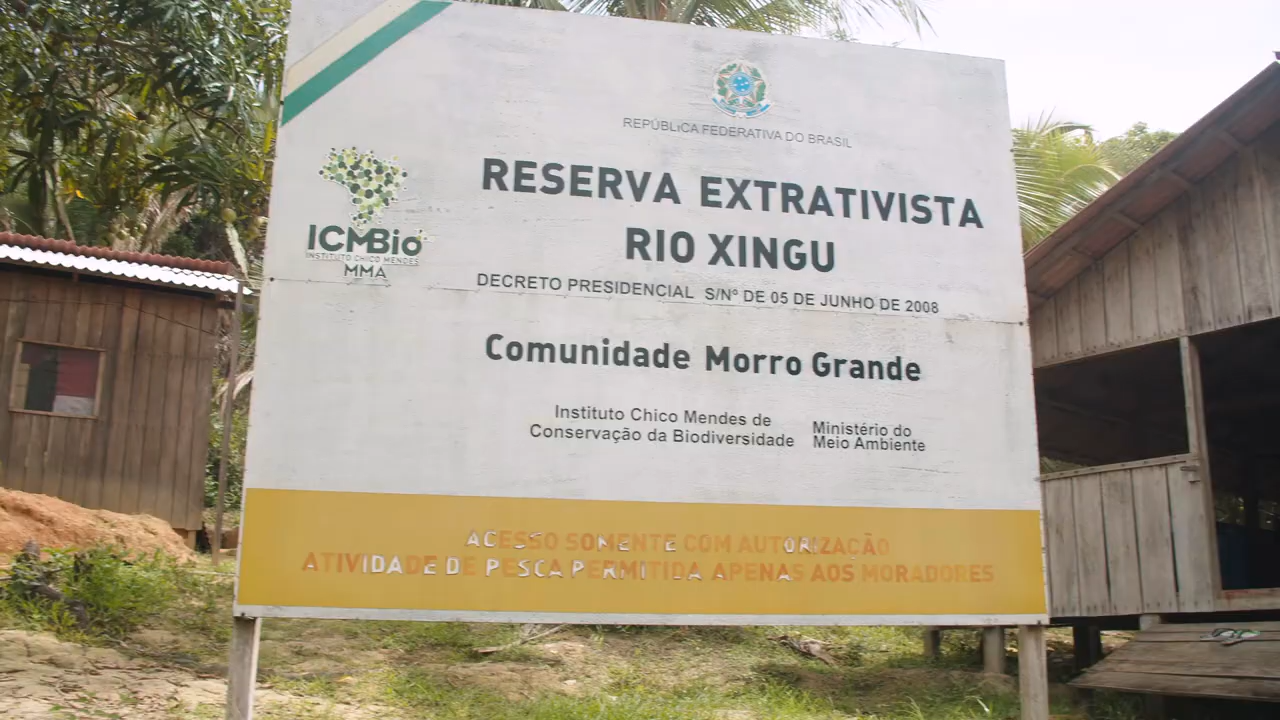 REPÚBLICA FEDERATIVA DO BRASIL
RESERVA EXTRATIVISTA
RIO XINGU
ICMBio
INSTITUTO CHICO MENDES
MMA
DECRETO PRESIDENCIAL S/Nº DE 05 DE JUNHO DE 2008
Comunidade Morro Grande
Instituto Chico Mendes de
Conservação da Biodiversidade
Ministério do
Meio Ambiente
ACESSO SOMENTE COM AUTORIZAÇÃO
ATIVIDADE DE PESCA PERMITIDA APENAS AOS MORADORES